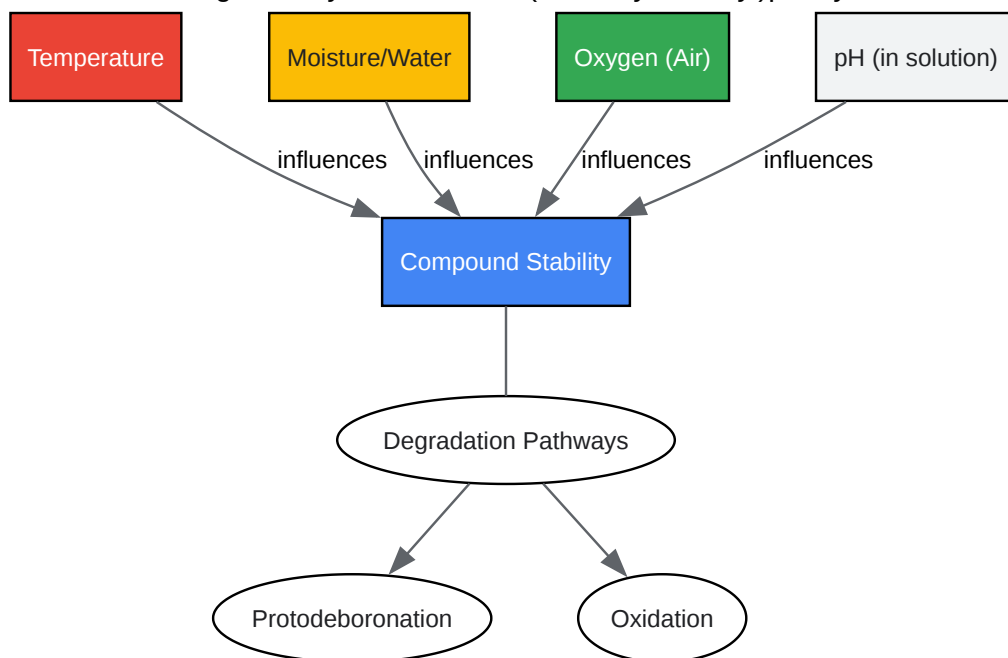 Temperature
Moisture/Water
Oxygen (Air)
pH (in solution)
influences
influences
influences
influences
Compound Stability
Degradation Pathways
Protodeboronation
Oxidation